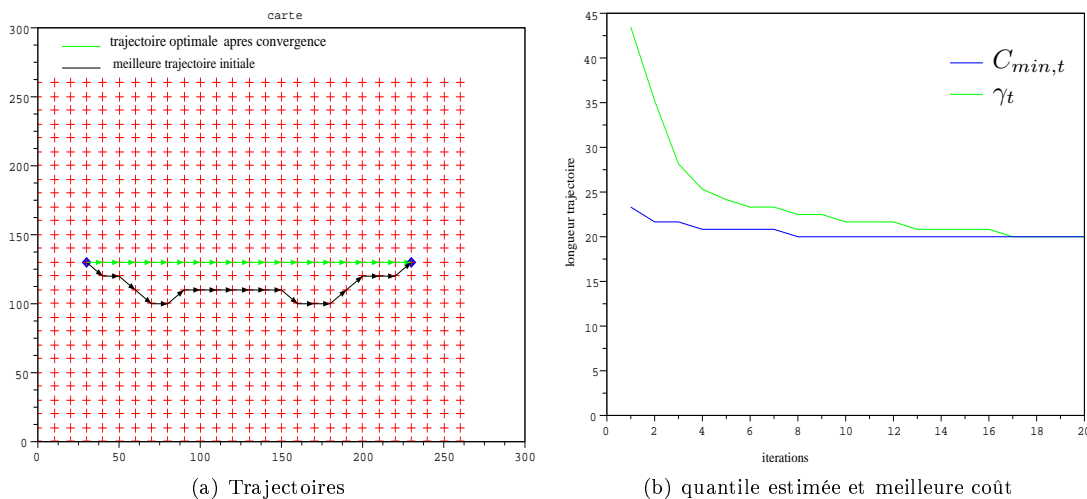 carte
trajectoire optimale apres convergence
meilleure trajectoire initiale
300
250
200
150
100
50
0
0 50 100 150 200 250 300
(a) Trajectoires
45
40
35
30
25
20
15
10
5
0
longueur trajectoire
C_{min,t}
γ_t
0 2 4 6 8 10 12 14 16 18 20
iterations
(b) quantile estimée et meilleure coût